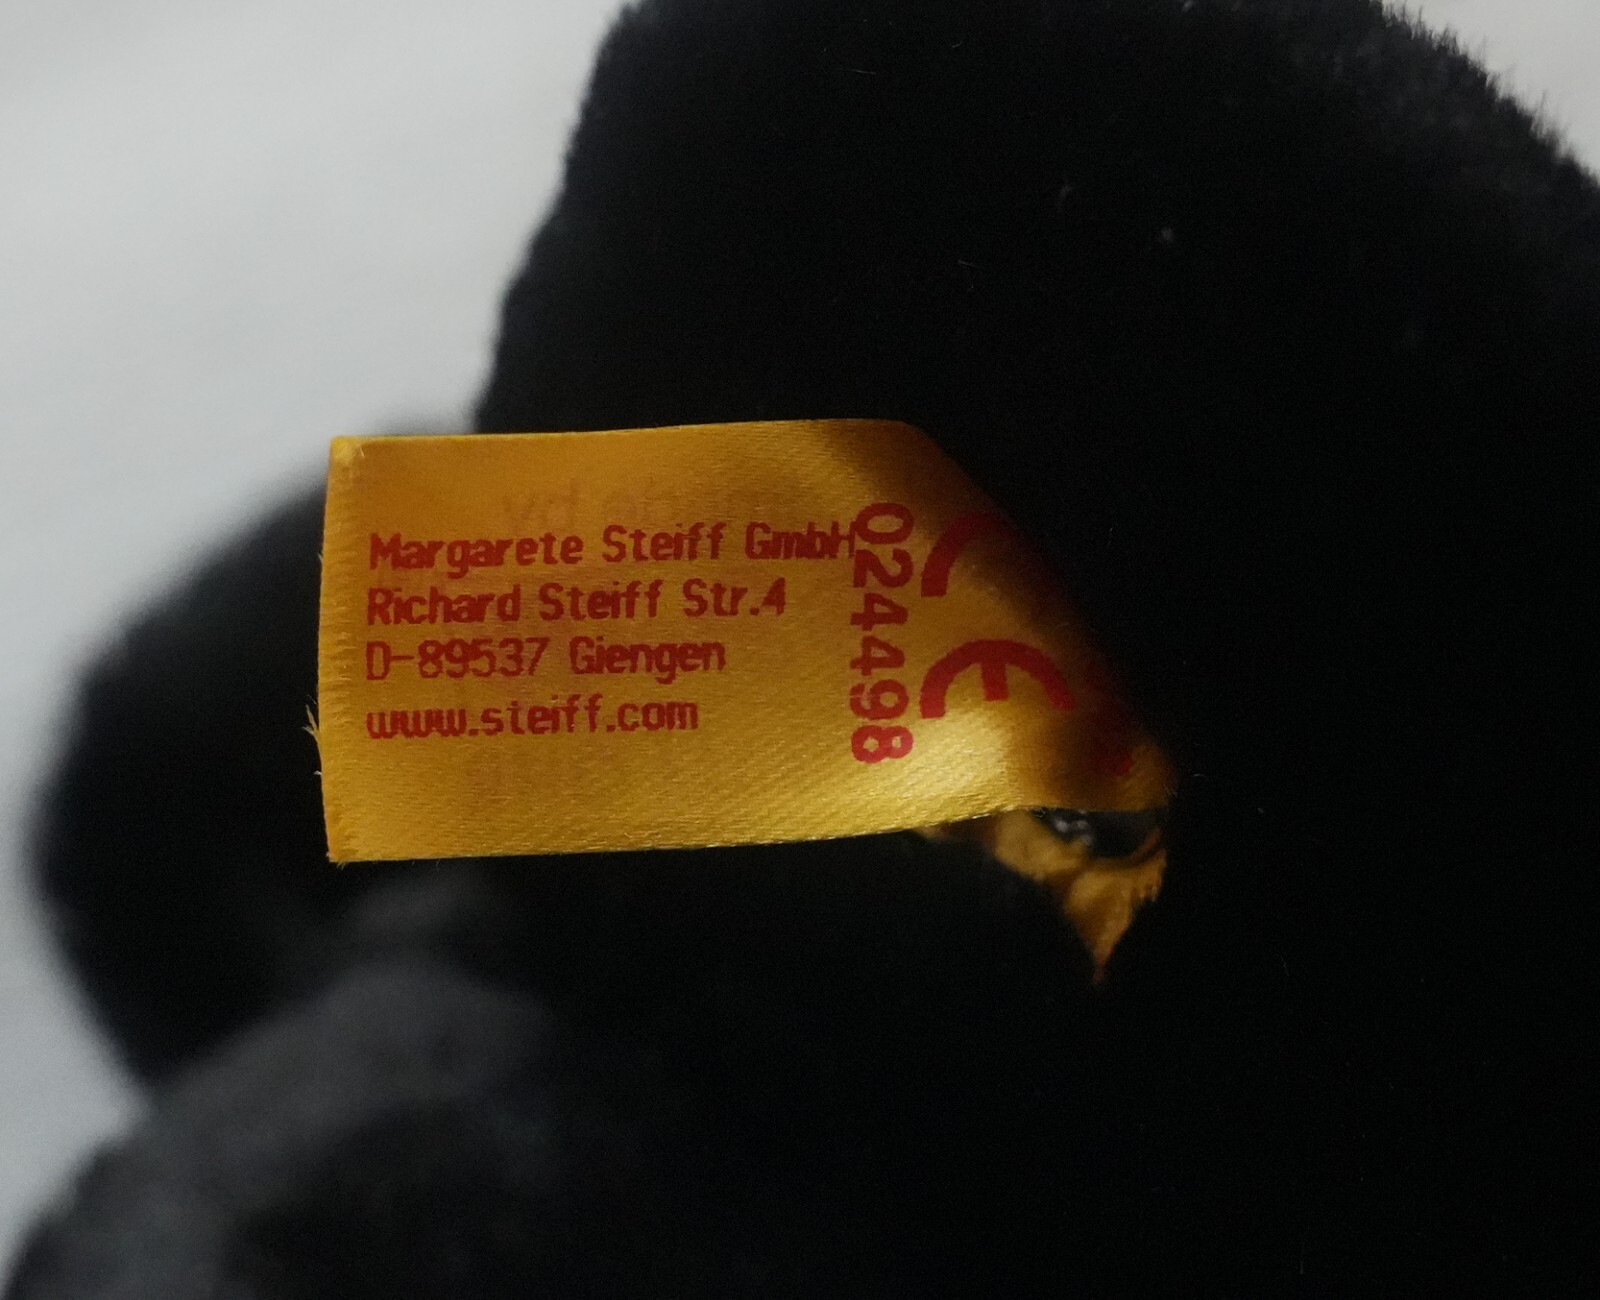 Margarete Steiff GmbH
Richard Steiff Str.4
D-89537 Giengen
www.steiff.com
024498
CE